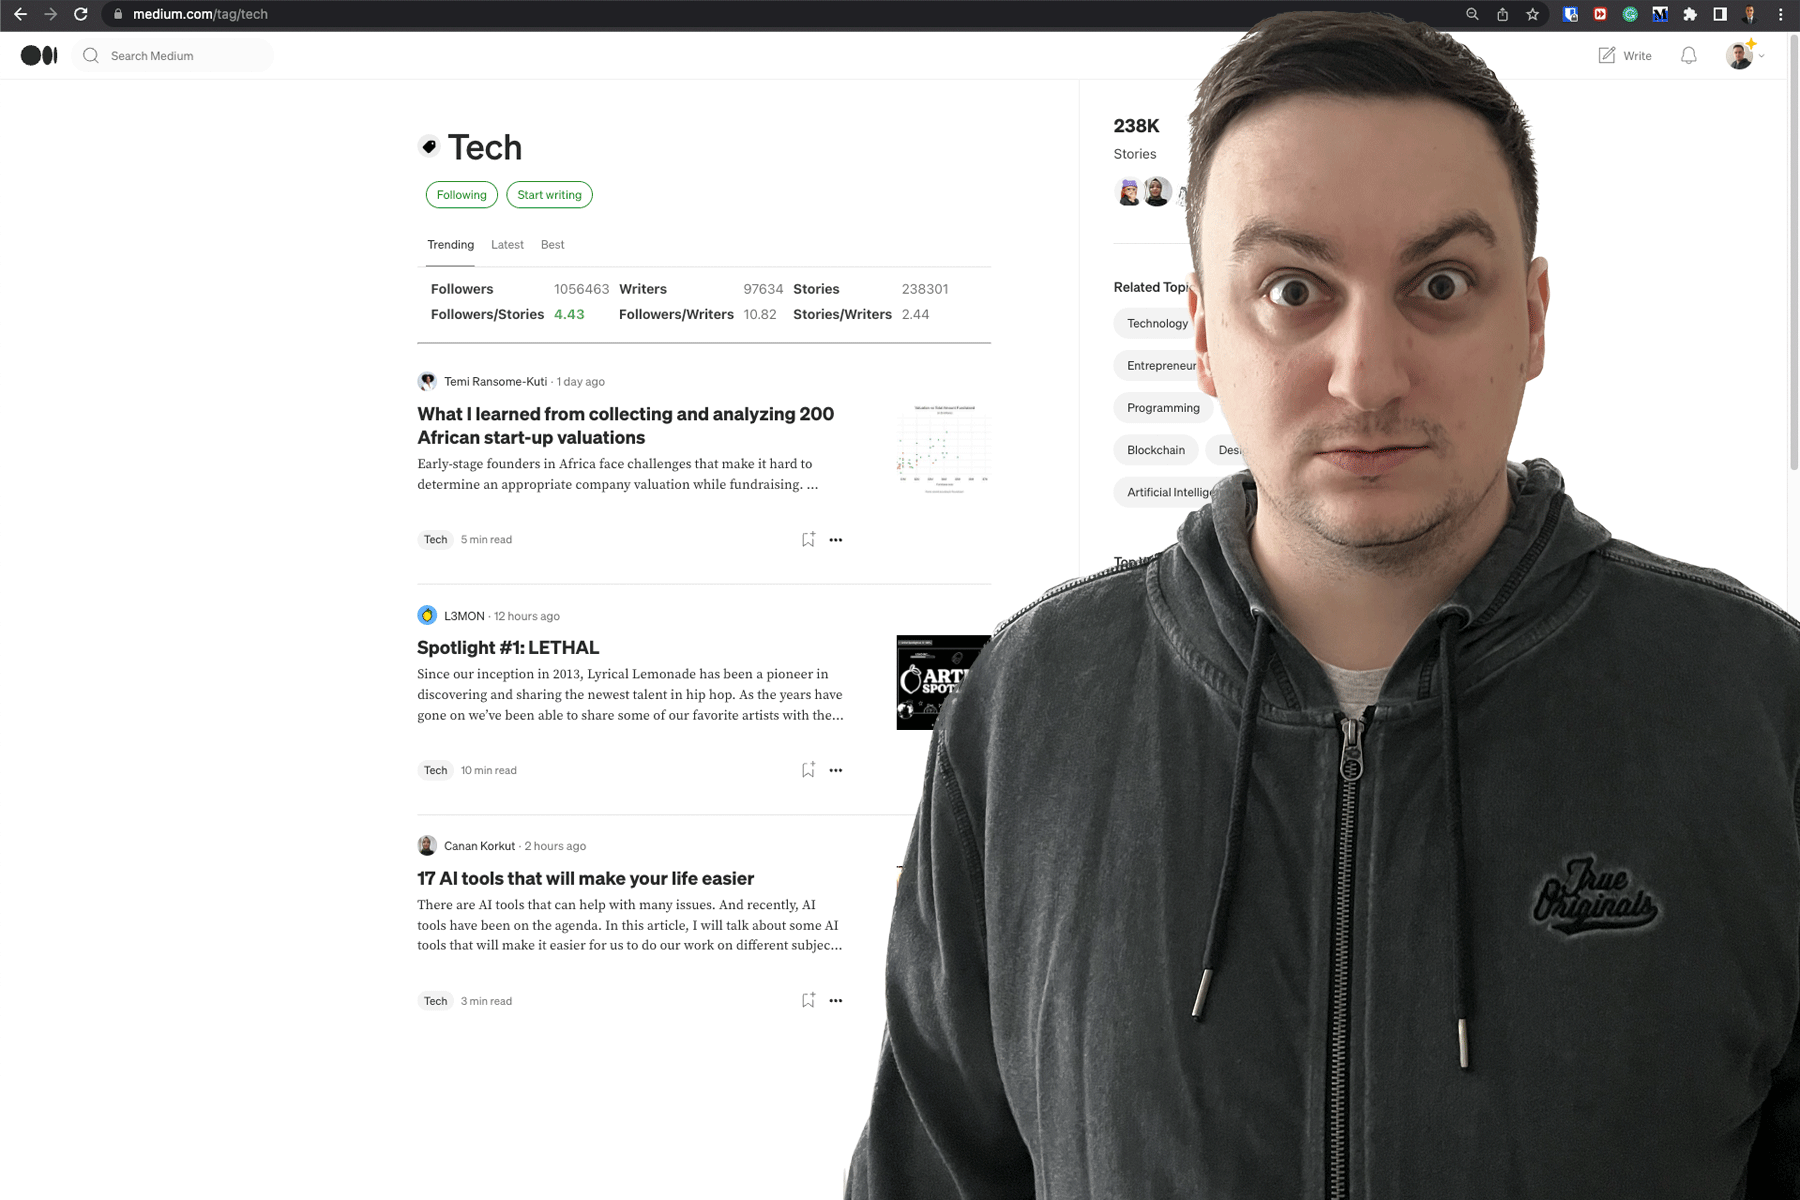 medium.com/tag/tech
Search Medium
Write
Tech
Following
Start writing
Trending
Latest
Best
Followers 1056463 Writers 97634 Stories 238301
Followers/Stories 4.43 Followers/Writers 10.82 Stories/Writers 2.44
Temi Ransome-Kuti · 1 day ago
What I learned from collecting and analyzing 200
African start-up valuations
Early-stage founders in Africa face challenges that make it hard to
determine an appropriate company valuation while fundraising. …
Tech 5 min read
L3MON · 12 hours ago
Spotlight #1: LETHAL
Since our inception in 2013, Lyrical Lemonade has been a pioneer in
discovering and sharing the newest talent in hip hop. As the years have
gone on we’ve been able to share some of our favorite artists with the…
Tech 10 min read
Canan Korkut · 2 hours ago
17 AI tools that will make your life easier
There are AI tools that can help with many issues. And recently, AI
tools have been on the agenda. In this article, I will talk about some AI
tools that will make it easier for us to do our work on different subjec…
Tech 3 min read
238K
Stories
Related Topi
Technology
Entrepreneur
Programming
Blockchain
Artificial Intellige
True
Originals